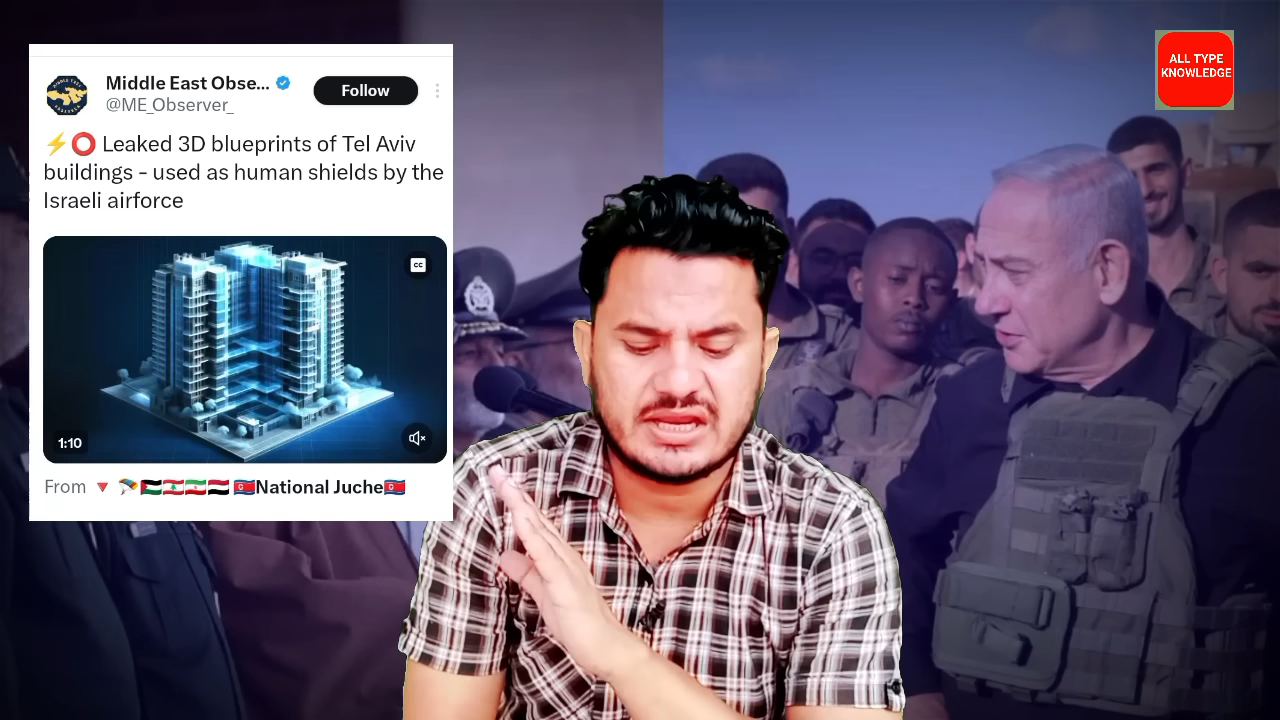 Middle East Obse...
Follow
@ME_Observer_
⚡⭕ Leaked 3D blueprints of Tel Aviv
buildings - used as human shields by the
Israeli airforce
CC
1:10
From 🔻 🪂🇵🇸🇱🇧🇮🇷🇾🇪 🇰🇵National Juche🇰🇵
ALL TYPE
KNOWLEDGE